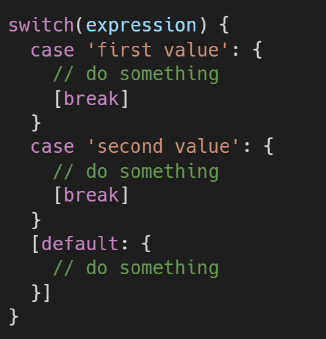 switch(expression) {
  case 'first value': {
    // do something
    [break]
  }
  case 'second value': {
    // do something
    [break]
  }
  [default: {
    // do something
  }]
}